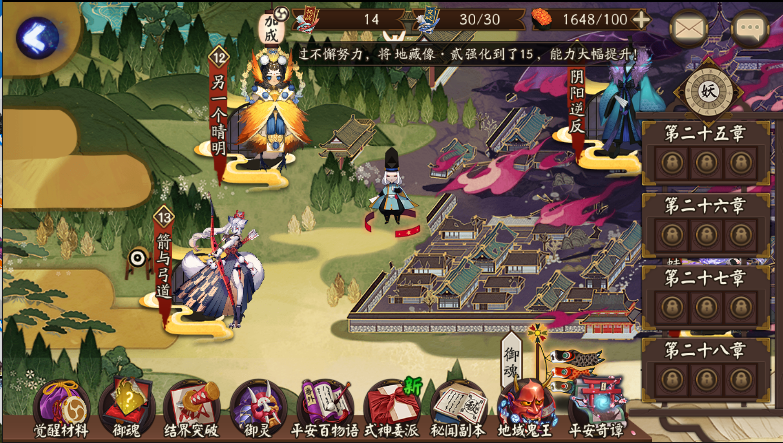 加成
14
30/30
1648/100
过不懈努力，将 地藏像·贰强化到了15，能力大幅提升！
妖
12
另一个晴明
阴阳逆反
第二十五章
第二十六章
13
箭与弓道
第二十七章
第二十八章
御魂
新
觉醒材料
御魂
结界突破
御灵
平安百物语
式神委派
秘闻副本
地域鬼王
平安奇谭